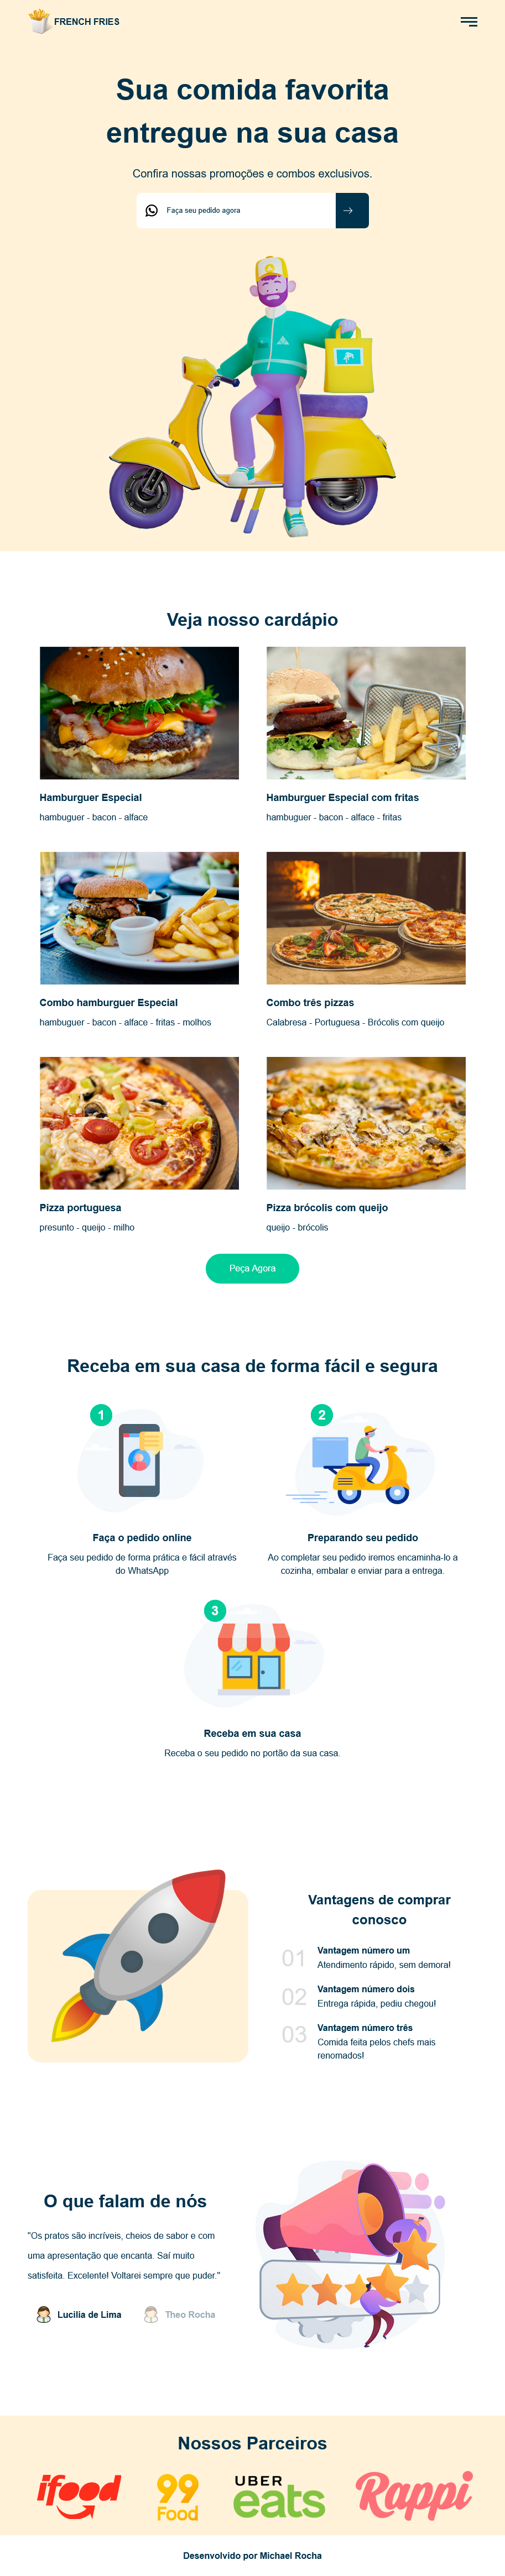 FRENCH FRIES
Sua comida favorita
entregue na sua casa
Confira nossas promoções e combos exclusivos.
Faça seu pedido agora
Veja nosso cardápio
Hamburguer Especial
hambuguer - bacon - alface
Hamburguer Especial com fritas
hambuguer - bacon - alface - fritas
Combo hamburguer Especial
hambuguer - bacon - alface - fritas - molhos
Combo três pizzas
Calabresa - Portuguesa - Brócolis com queijo
Pizza portuguesa
presunto - queijo - milho
Pizza brócolis com queijo
queijo - brócolis
Peça Agora
Receba em sua casa de forma fácil e segura
1
Faça o pedido online
Faça seu pedido de forma prática e fácil através
do WhatsApp
2
Preparando seu pedido
Ao completar seu pedido iremos encaminha-lo a
cozinha, embalar e enviar para a entrega.
3
Receba em sua casa
Receba o seu pedido no portão da sua casa.
Vantagens de comprar
conosco
01
Vantagem número um
Atendimento rápido, sem demora!
02
Vantagem número dois
Entrega rápida, pediu chegou!
03
Vantagem número três
Comida feita pelos chefs mais
renomados!
O que falam de nós
"Os pratos são incríveis, cheios de sabor e com
uma apresentação que encanta. Saí muito
satisfeita. Excelente! Voltarei sempre que puder."
Lucilia de Lima
Theo Rocha
Nossos Parceiros
ifood
99
Food
UBER
eats
Rappi
Desenvolvido por Michael Rocha